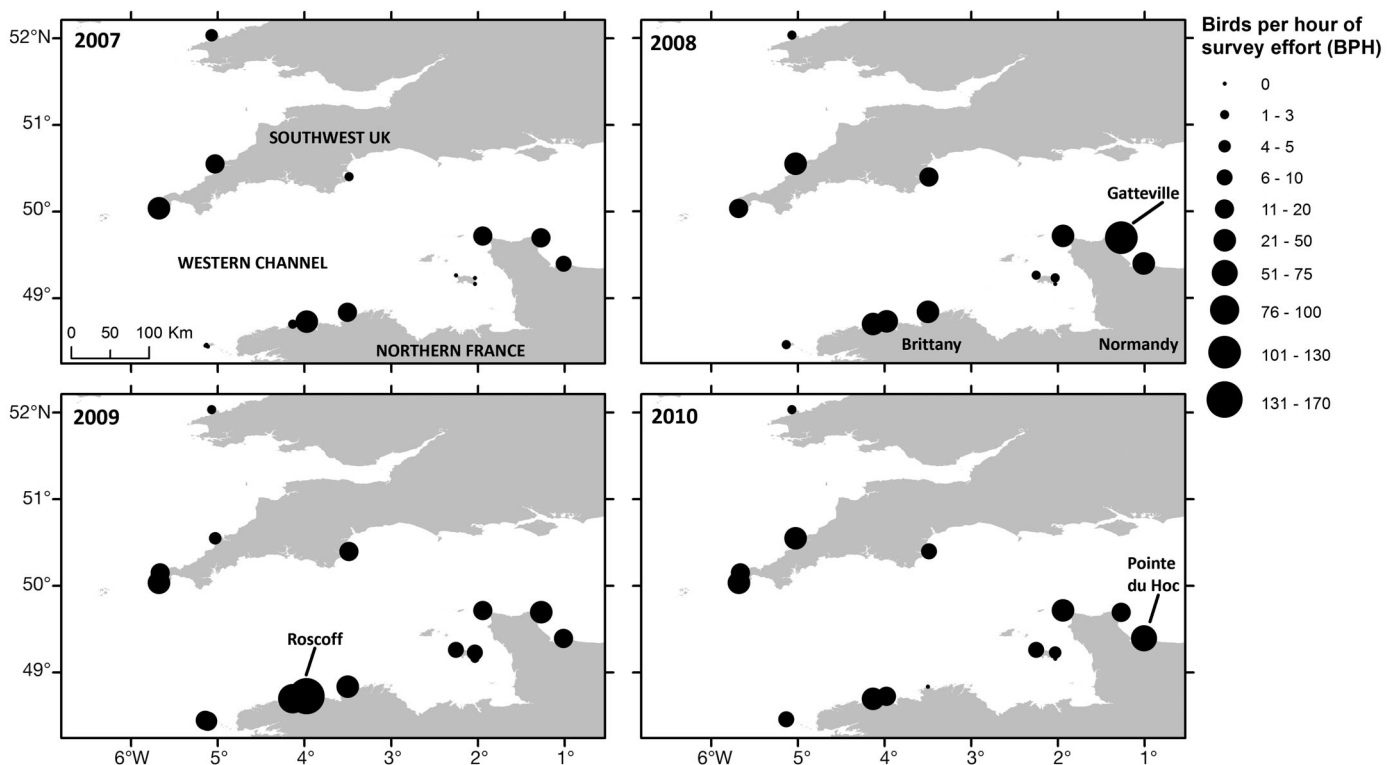 2007
52°N
51°
50°
49°
SOUTHWEST UK
WESTERN CHANNEL
NORTHERN FRANCE
0 50 100 Km
2008
Gatteville
Brittany
Normandy
Birds per hour of
survey effort (BPH)
0
1 - 3
4 - 5
6 - 10
11 - 20
21 - 50
51 - 75
76 - 100
101 - 130
131 - 170
2009
52°N
51°
50°
49°
Roscoff
6°W 5° 4° 3° 2° 1°
2010
Pointe
du Hoc
6°W 5° 4° 3° 2° 1°